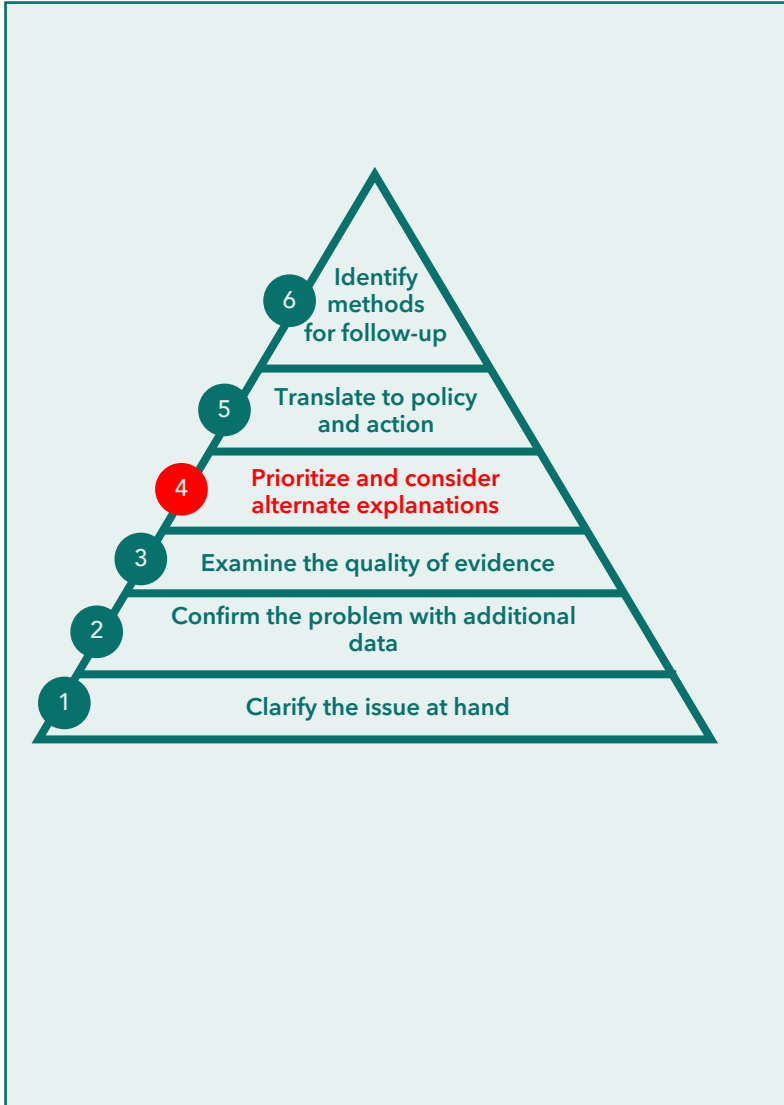 6
Identify
methods
for follow-up
5
Translate to policy
and action
4
Prioritize and consider
alternate explanations
3
Examine the quality of evidence
2
Confirm the problem with additional
data
1
Clarify the issue at hand